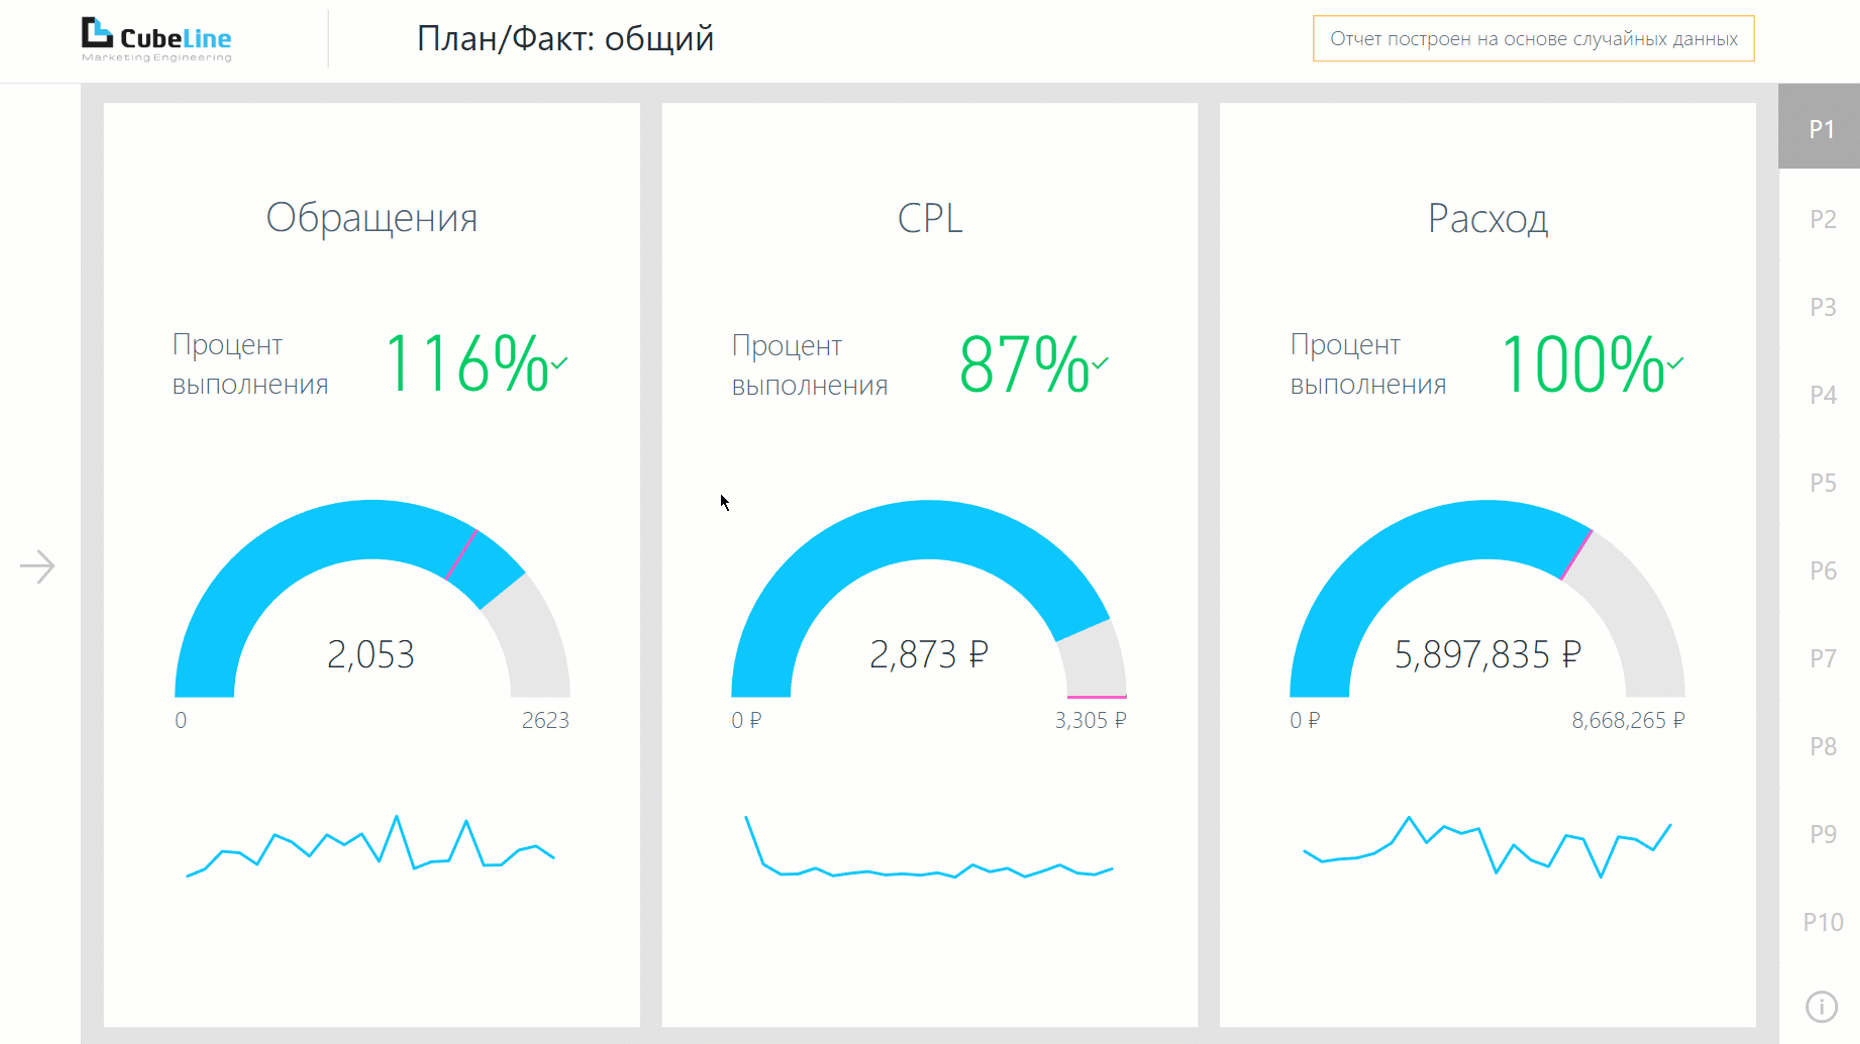 CubeLine
Marketing Engineering
План/Факт: общий
Отчет построен на основе случайных данных
Обращения
Процент
выполнения
116%
2,053
0
2623
CPL
Процент
выполнения
87%
2,873 ₽
0 ₽
3,305 ₽
Расход
Процент
выполнения
100%
5,897,835 ₽
0 ₽
8,668,265 ₽
P1
P2
P3
P4
P5
P6
P7
P8
P9
P10